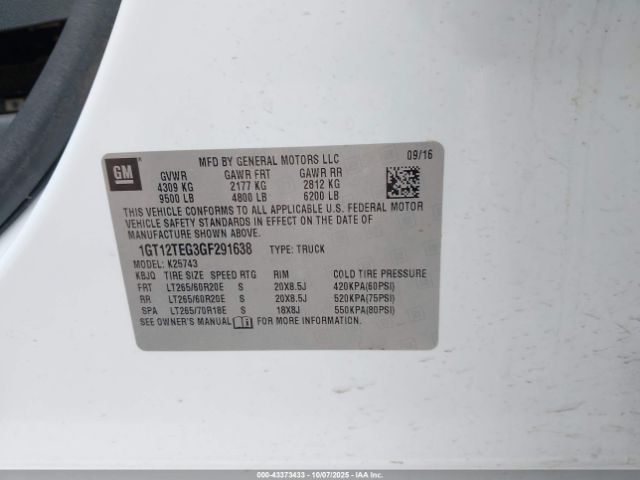 GM
MFD BY GENERAL MOTORS LLC 09/16
GVWR GAWR FRT GAWR RR
4309 KG 2177 KG 2812 KG
9500 LB 4800 LB 6200 LB
THIS VEHICLE CONFORMS TO ALL APPLICABLE U.S. FEDERAL MOTOR
VEHICLE SAFETY STANDARDS IN EFFECT ON THE DATE OF
MANUFACTURE SHOWN ABOVE.
1GT12TEG3GF291638 TYPE: TRUCK
MODEL: K25743
KBJQ TIRE SIZE SPEED RTG RIM COLD TIRE PRESSURE
FRT LT265/60R20E S 20X8.5J 420KPA(60PSI)
RR LT265/60R20E S 20X8.5J 520KPA(75PSI)
SPA LT265/70R18E S 18X8J 550KPA(80PSI)
SEE OWNER'S MANUAL FOR MORE INFORMATION.
000-43373433 - 10/07/2025 - IAAI.com